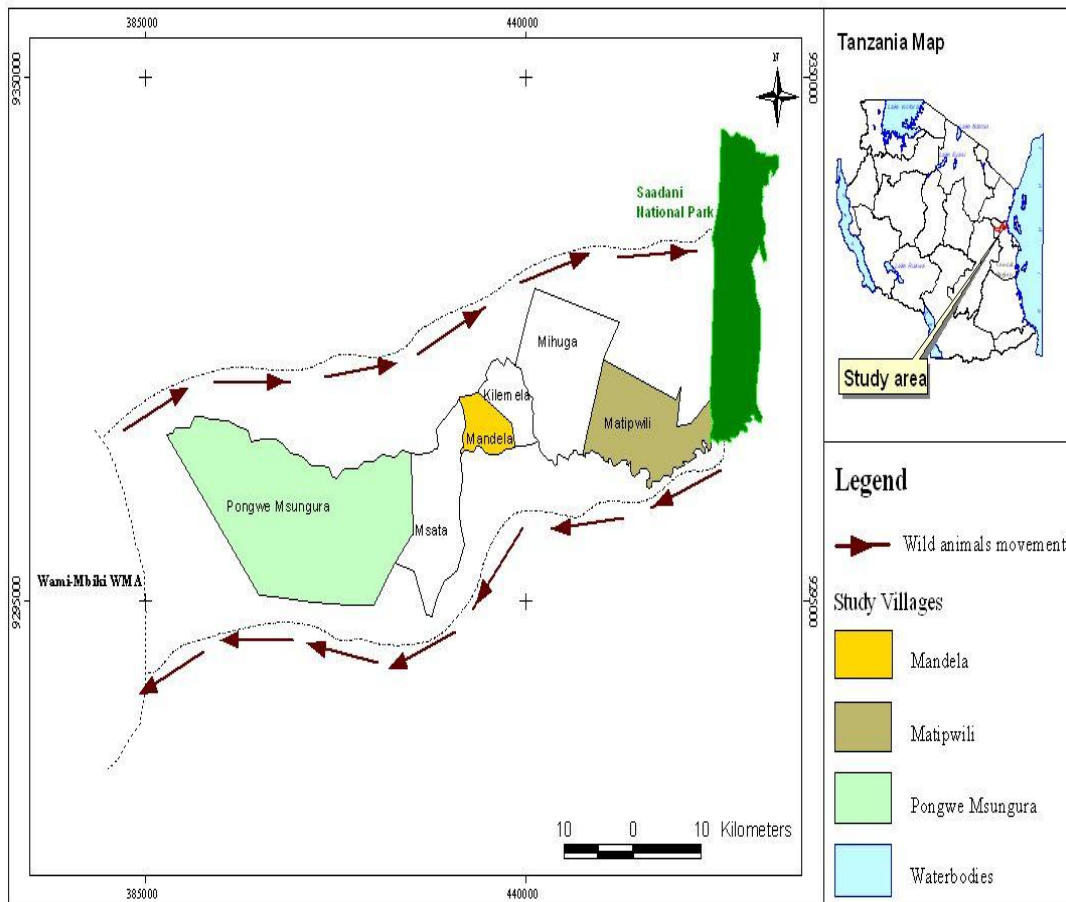 385000
440000
9350000
9350000
N
Tanzania Map
Saadani
National Park
Study area
Mihuga
Kilemela
Mandela
Matipwili
Pongwe Msungura
Msata
Wami-Mbiki WMA
9295000
9295000
Legend
Wild animals movement
Study Villages
Mandela
Matipwili
Pongwe Msungura
Waterbodies
10 0 10 Kilometers
385000
440000